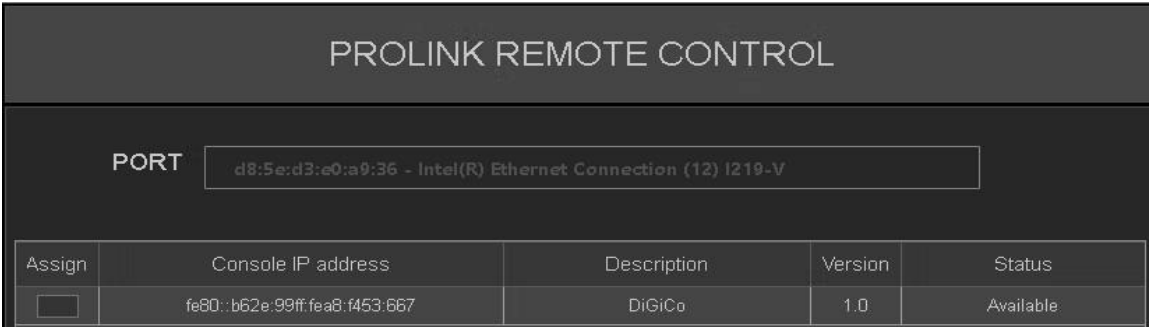 PROLINK REMOTE CONTROL
PORT d8:5e:d3:e0:a9:36 - Intel(R) Ethernet Connection (12) I219-V
Assign Console IP address Description Version Status
fe80::b62e:99ff:fea8:f453:667 DiGiCo 1.0 Available